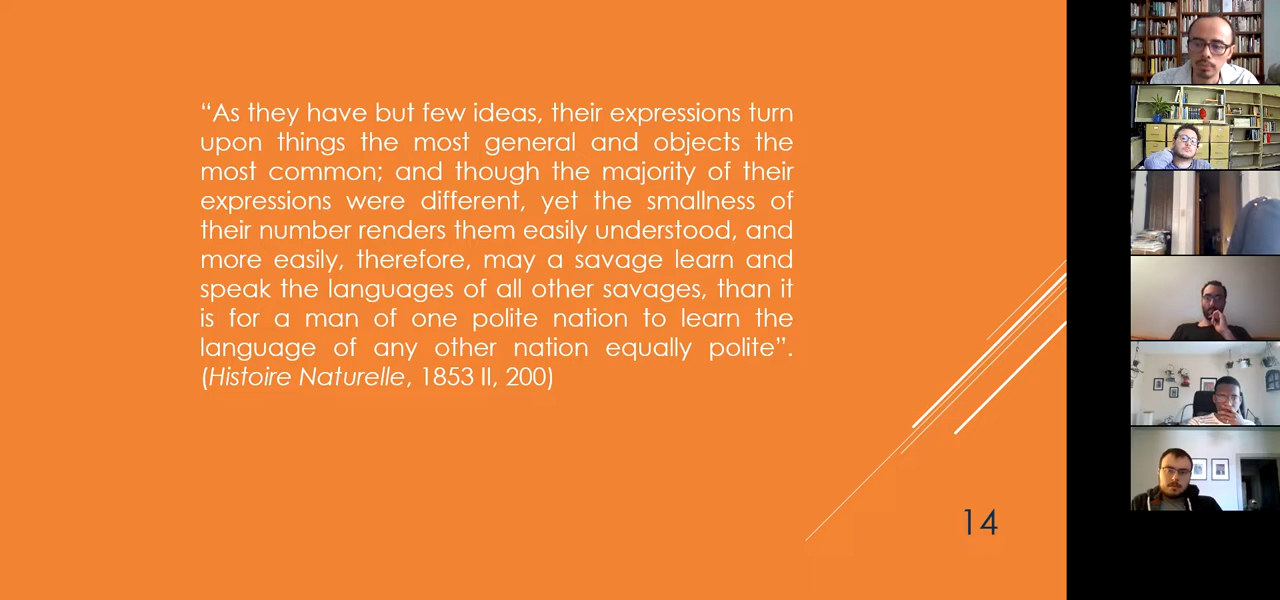 “As they have but few ideas, their expressions turn
upon things the most general and objects the
most common; and though the majority of their
expressions were different, yet the smallness of
their number renders them easily understood, and
more easily, therefore, may a savage learn and
speak the languages of all other savages, than it
is for a man of one polite nation to learn the
language of any other nation equally polite”.
(Histoire Naturelle, 1853 II, 200)
14